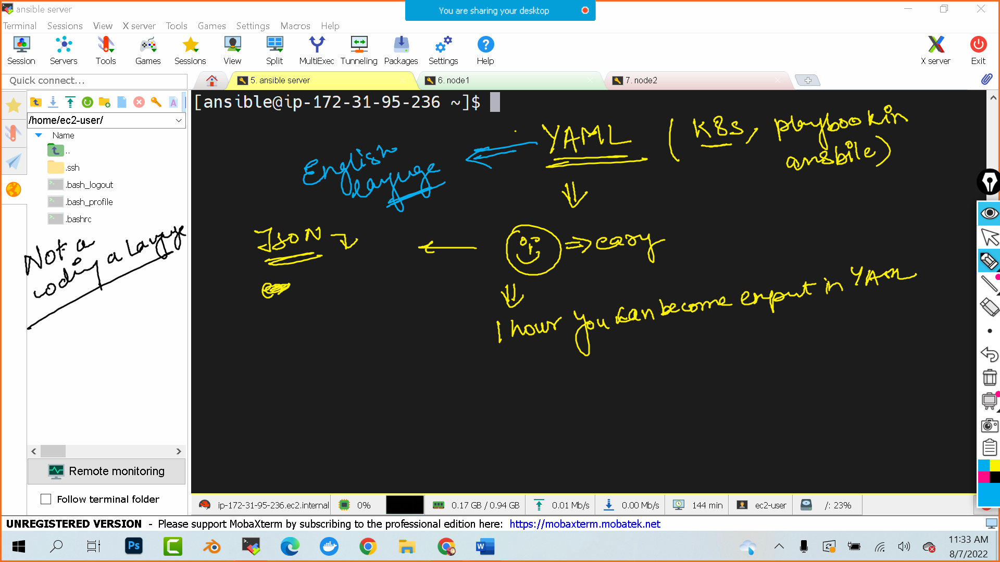 ansible server
You are sharing your desktop
Terminal Sessions View X server Tools Games Settings Macros Help
Session Servers Tools Games Sessions View Split MultiExec Tunneling Packages Settings Help X server Exit
Quick connect...
5. ansible server
6. node1
7. node2
/home/ec2-user/
Name
..
.ssh
.bash_logout
.bash_profile
.bashrc
[ansible@ip-172-31-95-236 ~]$
YAML ( K8s, playbook in
ansbile)
English
JSON
easy
Not a
coding a
1 hour you can become in
Remote monitoring
Follow terminal folder
ip-172-31-95-236.ec2.internal 0% 0.17 GB / 0.94 GB 0.01 Mb/s 0.00 Mb/s 144 min ec2-user /: 23%
UNREGISTERED VERSION - Please support MobaXterm by subscribing to the professional edition here: https://mobaxterm.mobatek.net
Ps
C
W
11:33 AM
8/7/2022